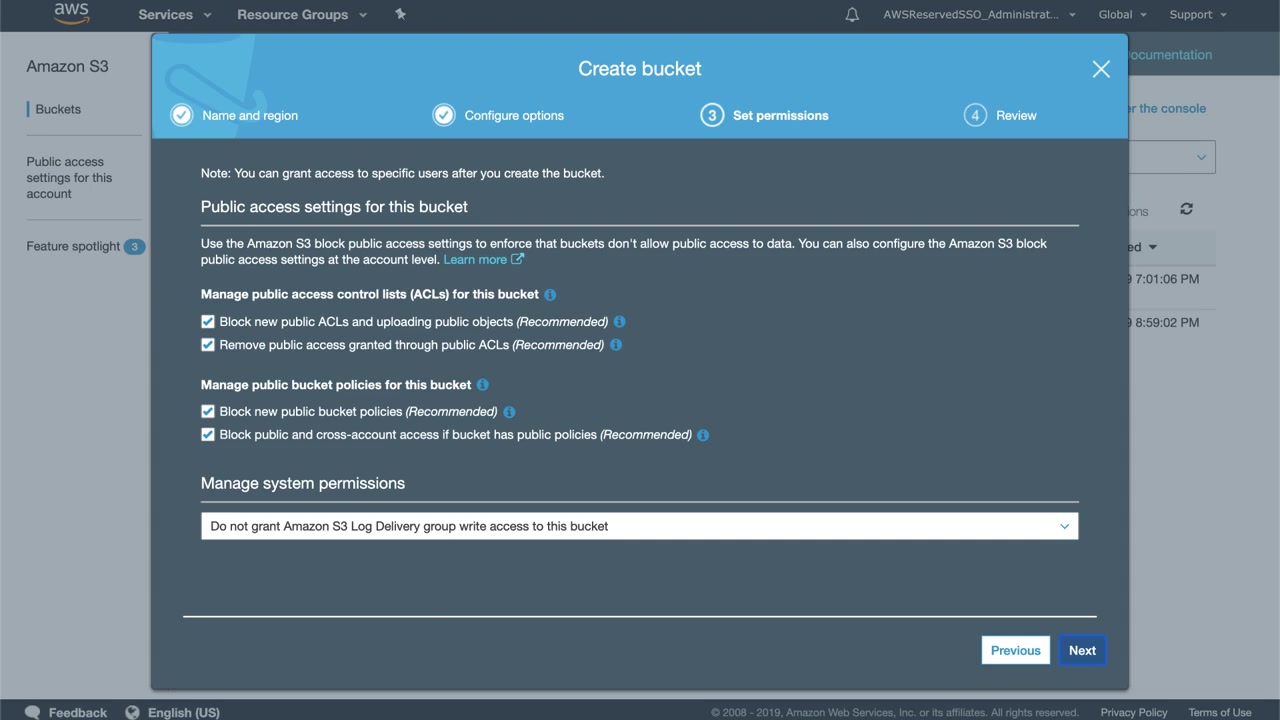 aws
Services
Resource Groups
AWSReservedSSO_Administrat...
Global
Support
Amazon S3
Buckets
Public access
settings for this
account
Feature spotlight 3
Create bucket
Name and region
Configure options
3 Set permissions
4 Review
Note: You can grant access to specific users after you create the bucket.
Public access settings for this bucket
Use the Amazon S3 block public access settings to enforce that buckets don't allow public access to data. You can also configure the Amazon S3 block
public access settings at the account level. Learn more
Manage public access control lists (ACLs) for this bucket
Block new public ACLs and uploading public objects (Recommended)
Remove public access granted through public ACLs (Recommended)
Manage public bucket policies for this bucket
Block new public bucket policies (Recommended)
Block public and cross-account access if bucket has public policies (Recommended)
Manage system permissions
Do not grant Amazon S3 Log Delivery group write access to this bucket
Previous
Next
ocumentation
er the console
ons
ed
9 7:01:06 PM
9 8:59:02 PM
Feedback
English (US)
© 2008 - 2019, Amazon Web Services, Inc. or its affiliates. All rights reserved.
Privacy Policy
Terms of Use